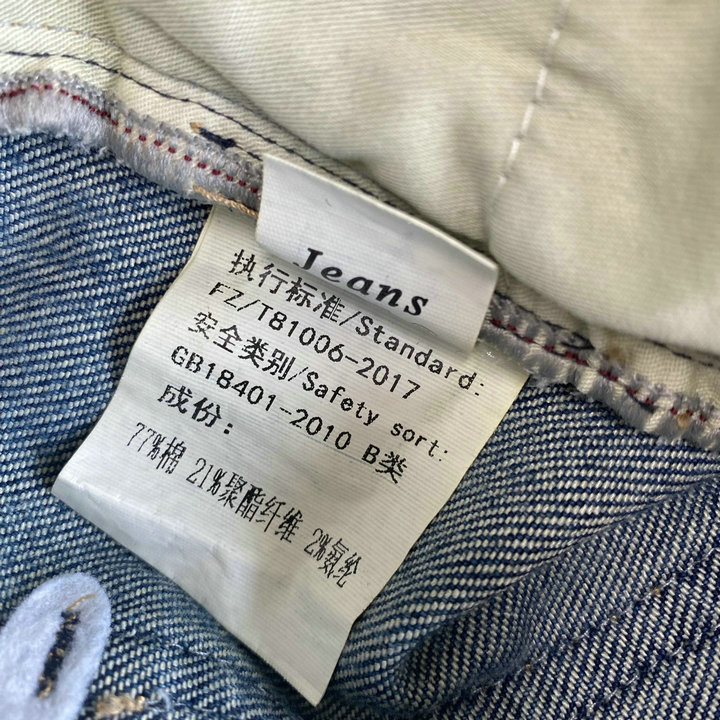 Jeans
执行标准/Standard:
FZ/T81006-2017
安全类别/Safety sort:
GB18401-2010 B类
成份:
77%棉 21%聚酯纤维 2%氨纶